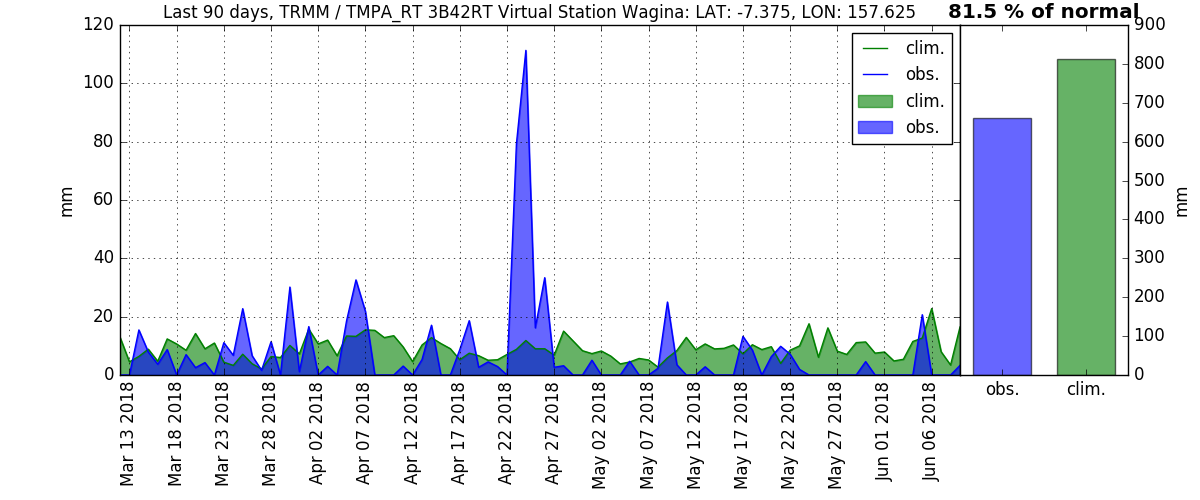 Last 90 days, TRMM / TMPA_RT 3B42RT Virtual Station Wagina: LAT: -7.375, LON: 157.625
81.5 % of normal
120
100
80
60
40
20
0
mm
clim.
obs.
clim.
obs.
900
800
700
600
500
400
300
200
100
0
mm
Mar 13 2018
Mar 18 2018
Mar 23 2018
Mar 28 2018
Apr 02 2018
Apr 07 2018
Apr 12 2018
Apr 17 2018
Apr 22 2018
Apr 27 2018
May 02 2018
May 07 2018
May 12 2018
May 17 2018
May 22 2018
May 27 2018
Jun 01 2018
Jun 06 2018
obs.
clim.